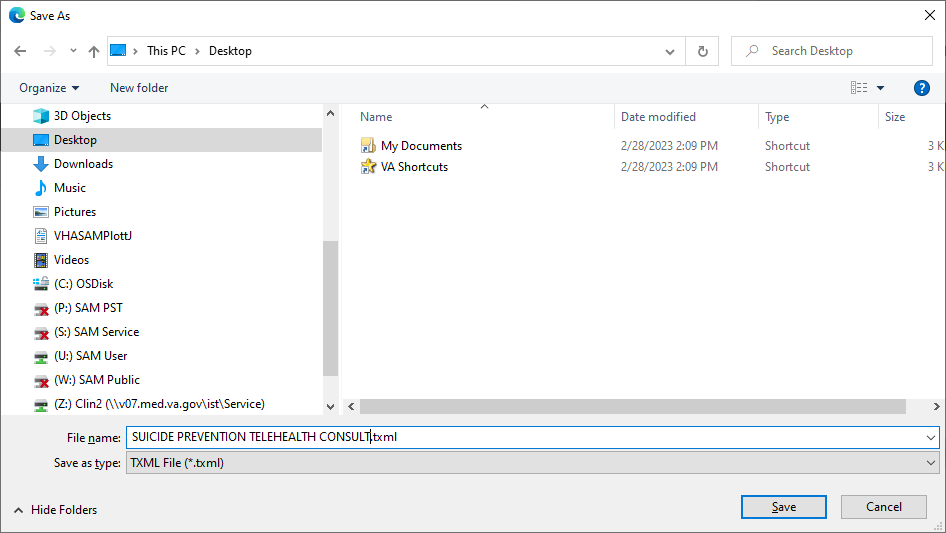 Save As
This PC > Desktop
Search Desktop
Organize
New folder
?
3D Objects
Desktop
Downloads
Music
Pictures
VHASAMPlottJ
Videos
(C:) OSDisk
(P:) SAM PST
(S:) SAM Service
(U:) SAM User
(W:) SAM Public
(Z:) Clin2 (\\v07.med.va.gov\ist\Service)
Name Date modified Type Size
My Documents 2/28/2023 2:09 PM Shortcut 3 K
VA Shortcuts 2/28/2023 2:09 PM Shortcut 3 K
File name: SUICIDE PREVENTION TELEHEALTH CONSULT.txml
Save as type: TXML File (*.txml)
Hide Folders
Save
Cancel